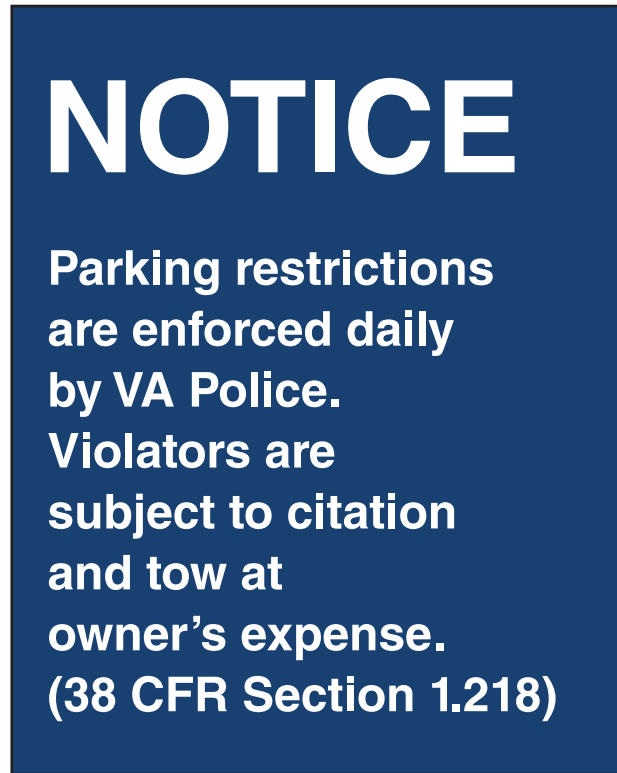 NOTICE
Parking restrictions
are enforced daily
by VA Police.
Violators are
subject to citation
and tow at
owner’s expense.
(38 CFR Section 1.218)